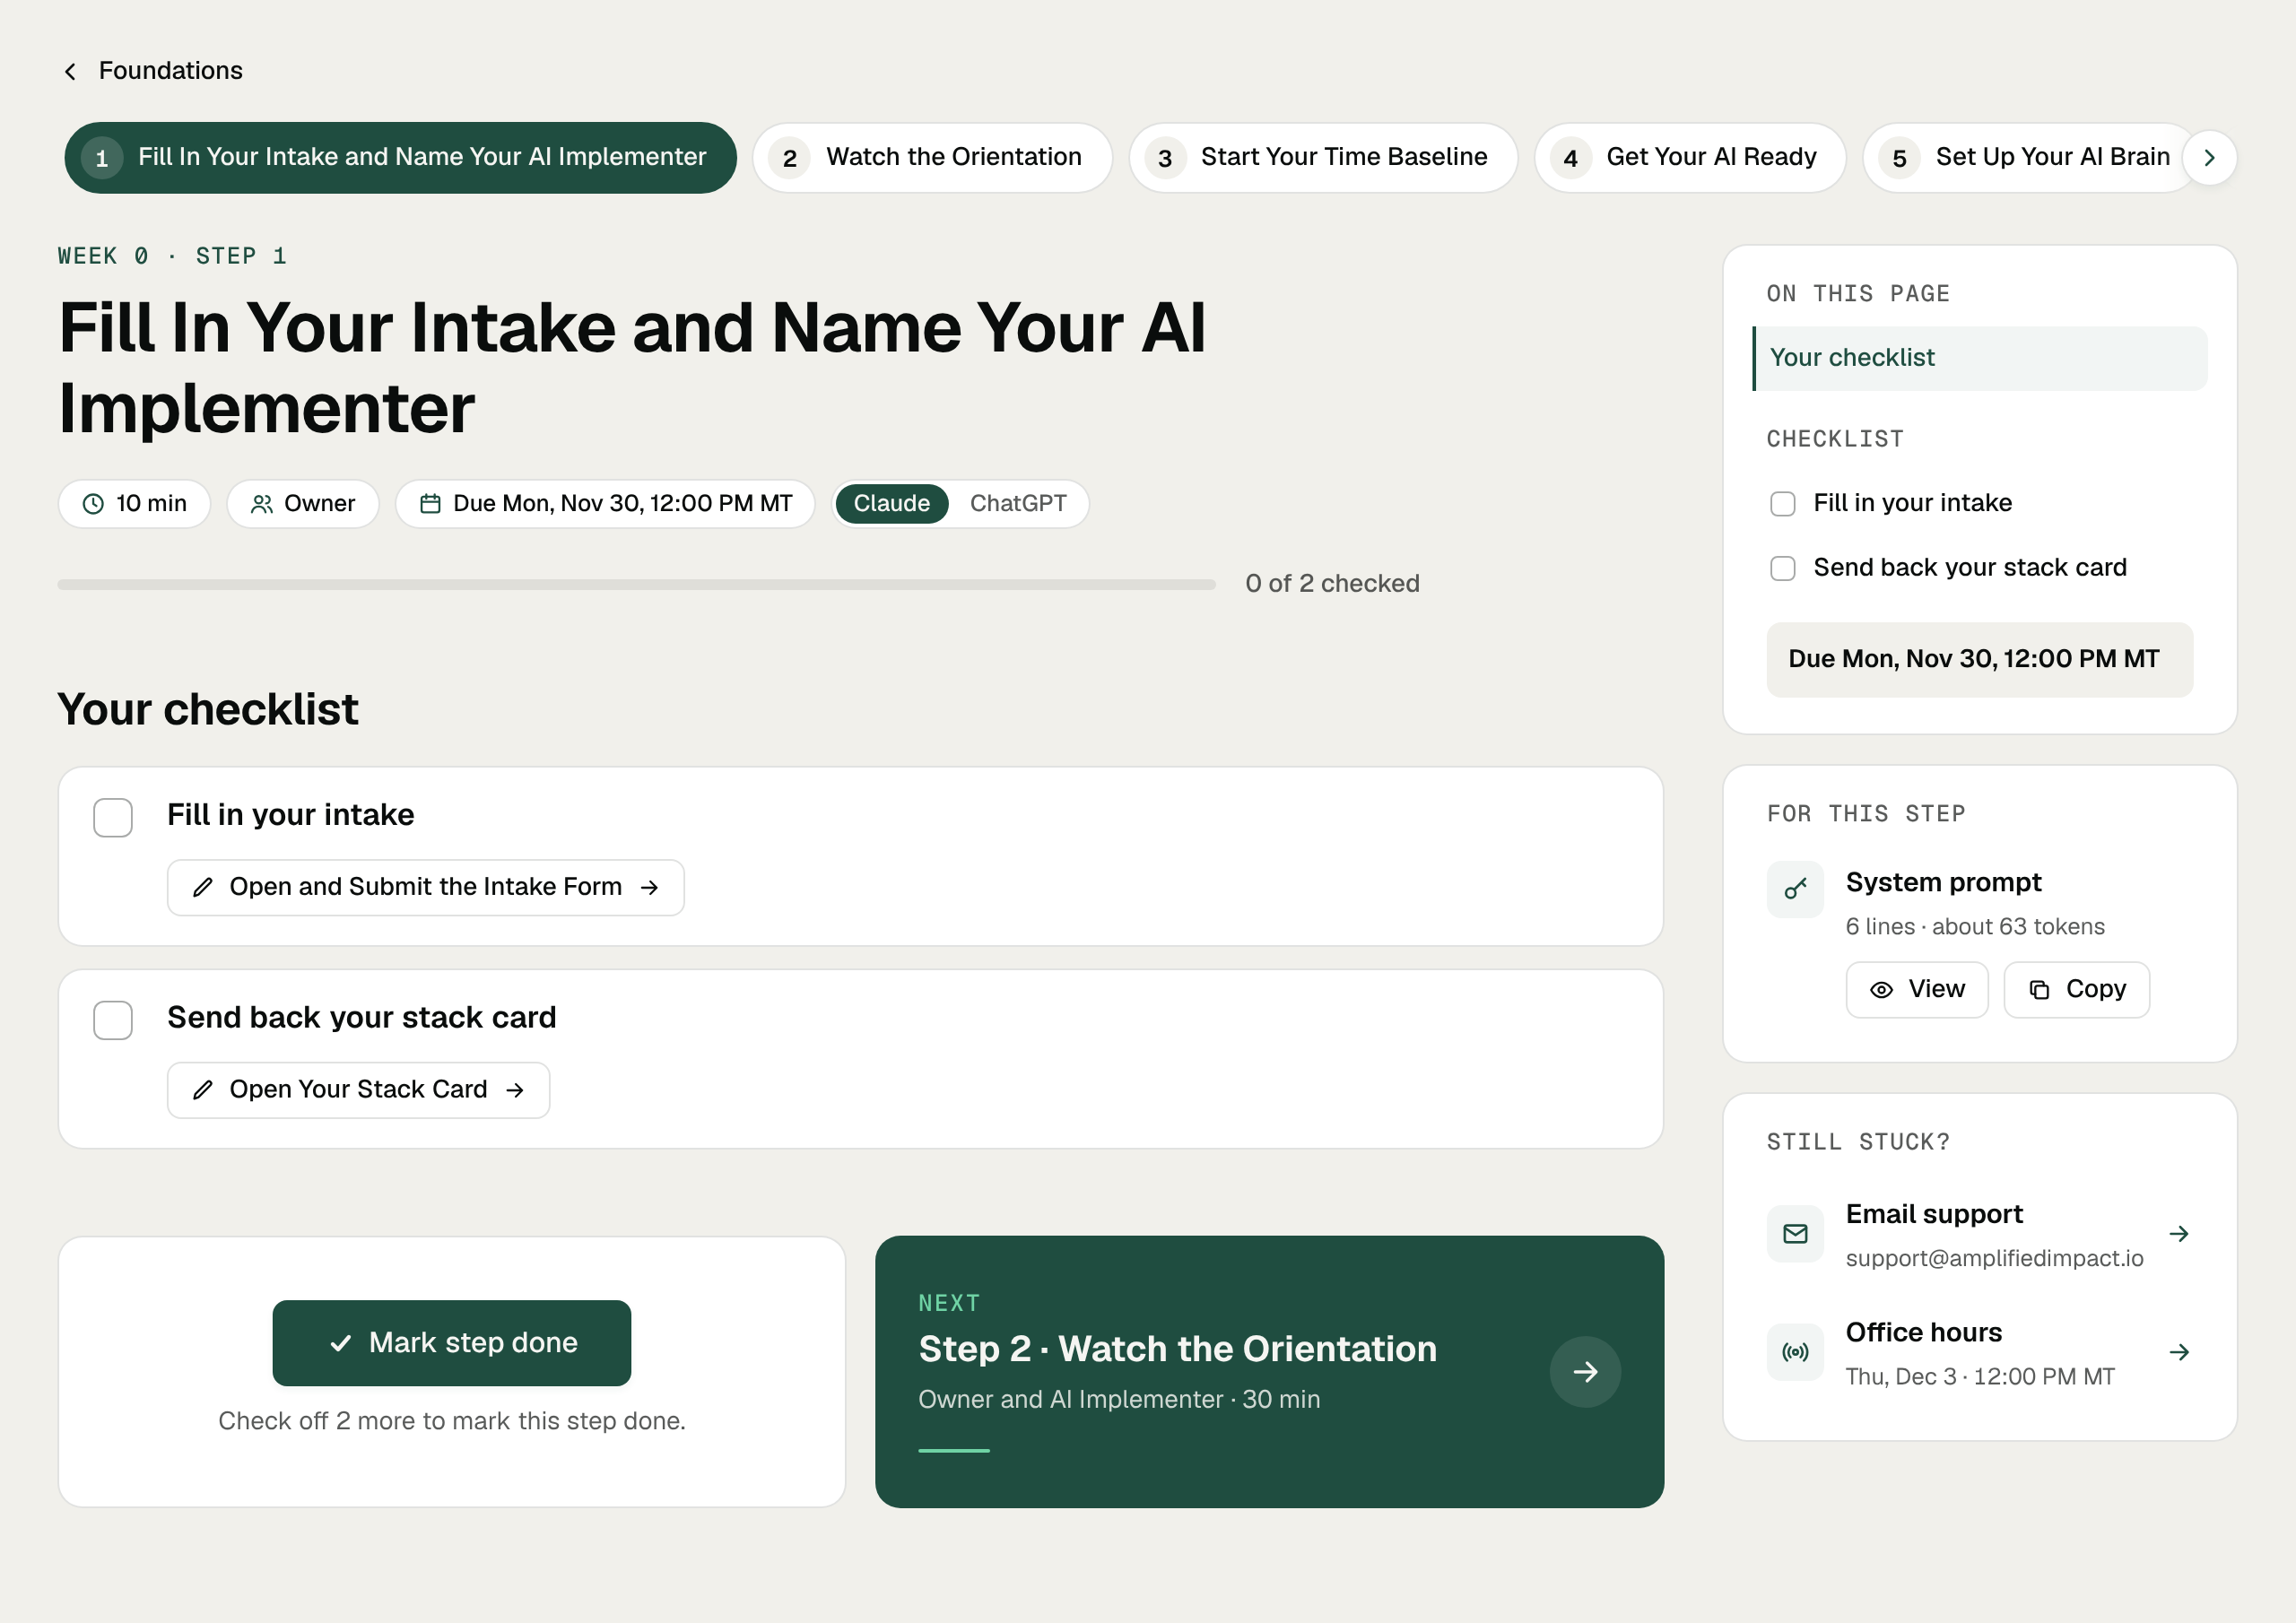 Foundations
1 Fill In Your Intake and Name Your AI Implementer
2 Watch the Orientation
3 Start Your Time Baseline
4 Get Your AI Ready
5 Set Up Your AI Brain
WEEK 0 · STEP 1
Fill In Your Intake and Name Your AI
Implementer
10 min
Owner
Due Mon, Nov 30, 12:00 PM MT
Claude
ChatGPT
0 of 2 checked
Your checklist
Fill in your intake
Open and Submit the Intake Form →
Send back your stack card
Open Your Stack Card →
Mark step done
Check off 2 more to mark this step done.
NEXT
Step 2 · Watch the Orientation
Owner and AI Implementer · 30 min
ON THIS PAGE
Your checklist
CHECKLIST
Fill in your intake
Send back your stack card
Due Mon, Nov 30, 12:00 PM MT
FOR THIS STEP
System prompt
6 lines · about 63 tokens
View
Copy
STILL STUCK?
Email support
support@amplifiedimpact.io
Office hours
Thu, Dec 3 · 12:00 PM MT